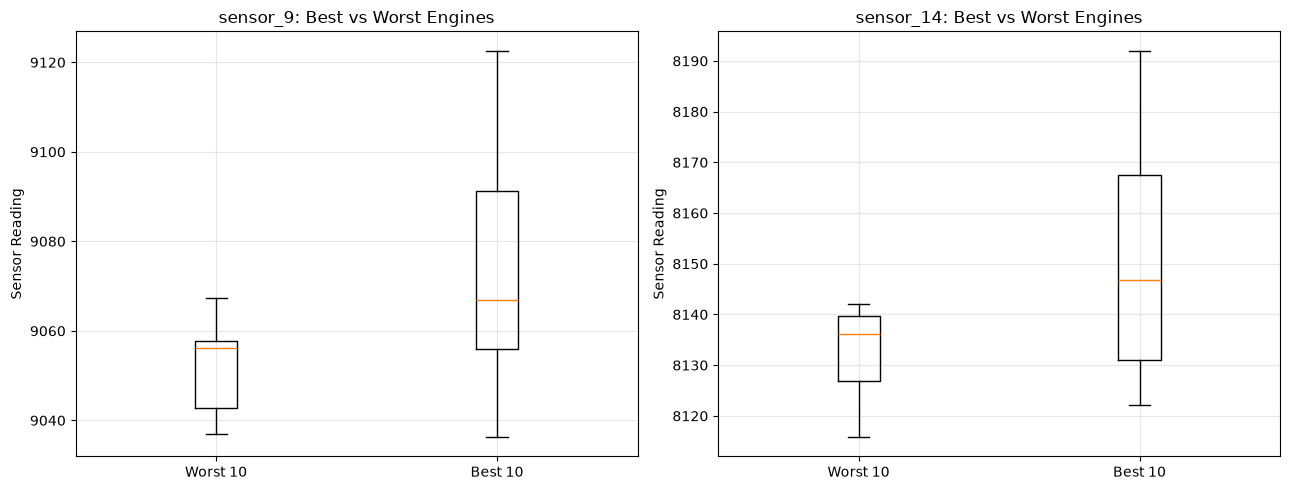 sensor_9: Best vs Worst Engines
Sensor Reading
9120
9100
9080
9060
9040
Worst 10
Best 10
sensor_14: Best vs Worst Engines
Sensor Reading
8190
8180
8170
8160
8150
8140
8130
8120
Worst 10
Best 10